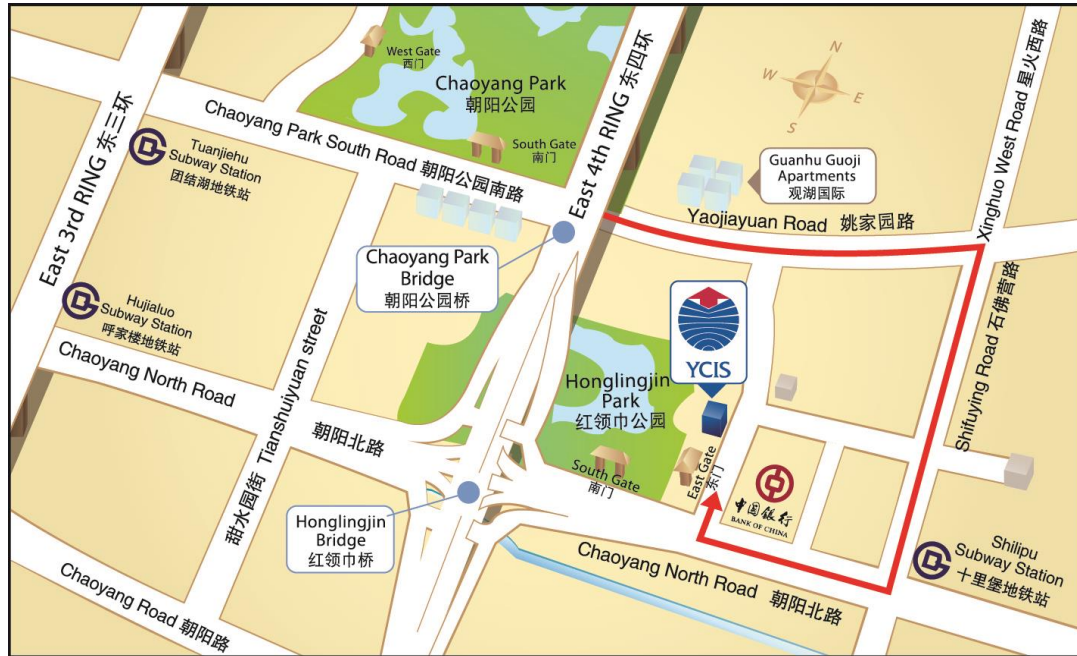 West Gate
西门
Chaoyang Park
朝阳公园
South Gate
南门
East 4th RING 东四环
N
W
E
S
Xinghuo West Road 星火西路
East 3rd RING 东三环
Chaoyang Park South Road 朝阳公园南路
Tuanjiehu
Subway Station
团结湖地铁站
Guanhu Guoji
Apartments
观湖国际
Yaojiayuan Road 姚家园路
Chaoyang Park
Bridge
朝阳公园桥
Hujialuo
Subway Station
呼家楼地铁站
Chaoyang North Road
朝阳北路
甜水园街 Tianshuiyuan street
YCIS
Honglingjin
Park
红领巾公园
South Gate
南门
East Gate
东门
Shifuying Road 石佛营路
中国银行
BANK OF CHINA
Honglingjin
Bridge
红领巾桥
Chaoyang North Road 朝阳北路
Shilipu
Subway Station
十里堡地铁站
Chaoyang Road 朝阳路